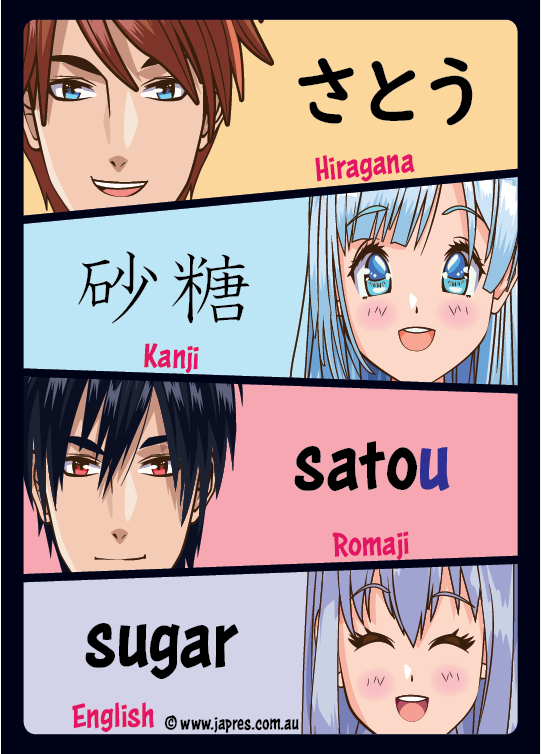 さとう
Hiragana
砂糖
Kanji
satou
Romaji
sugar
English © www.japres.com.au